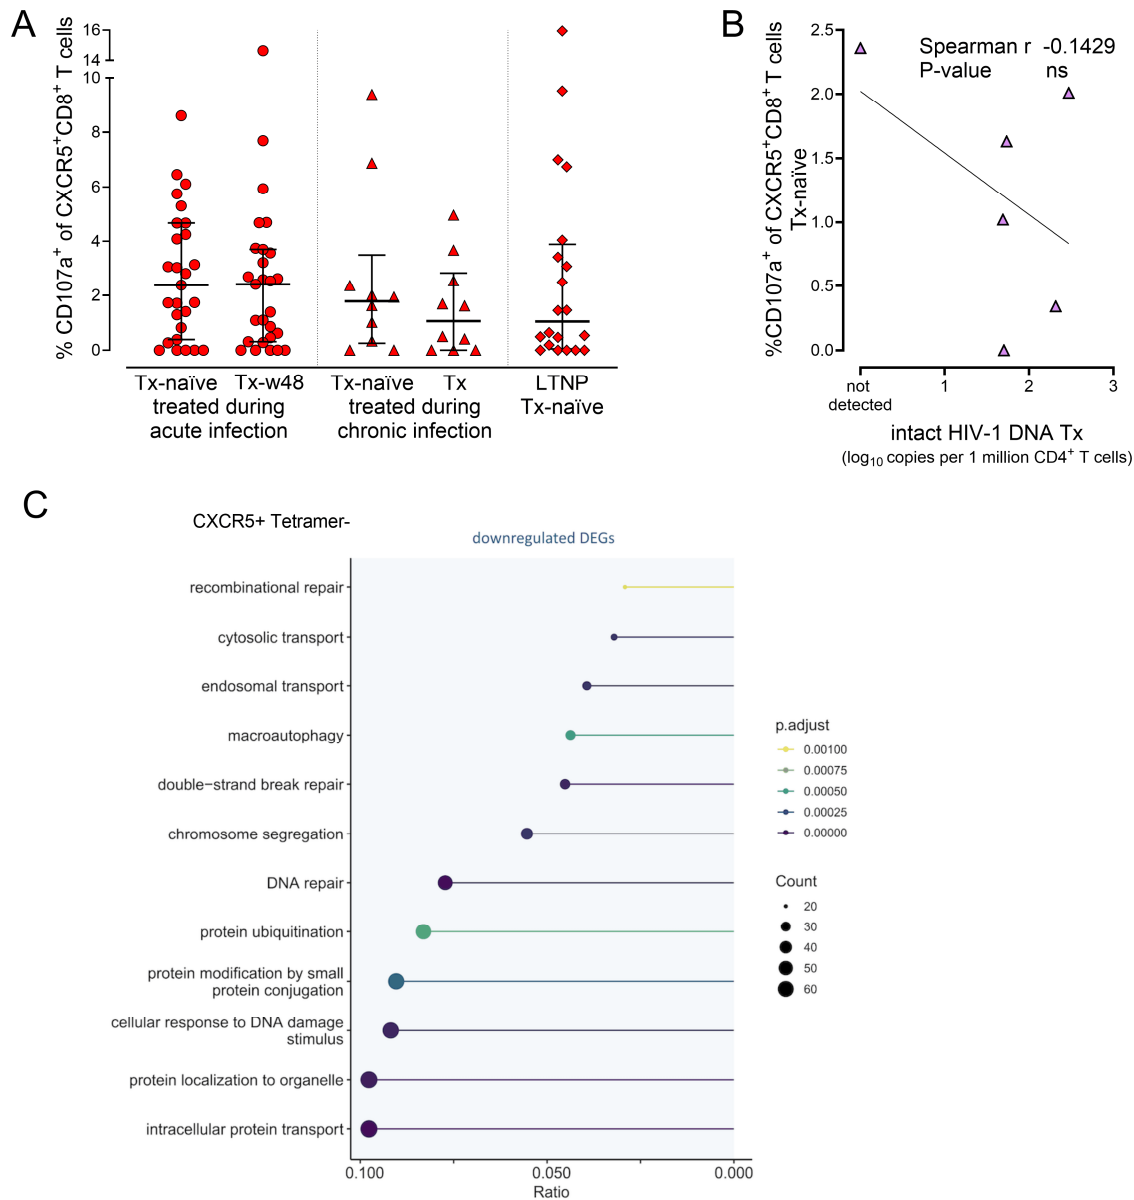 A
% CD107a⁺ of CXCR5⁺CD8⁺ T cells
16
14
10
8
6
4
2
0
Tx-naïve
Tx-w48
treated during
acute infection
Tx-naïve
Tx
treated during
chronic infection
LTNP
Tx-naïve
B
%CD107a⁺ of CXCR5⁺CD8⁺ T cells
Tx-naïve
2.5
2.0
1.5
1.0
0.5
0.0
Spearman r -0.1429
P-value ns
not
detected
1
2
3
intact HIV-1 DNA Tx
(log₁₀ copies per 1 million CD4⁺ T cells)
C
CXCR5+ Tetramer-
downregulated DEGs
recombinational repair
cytosolic transport
endosomal transport
macroautophagy
double−strand break repair
chromosome segregation
DNA repair
protein ubiquitination
protein modification by small
protein conjugation
cellular response to DNA damage
stimulus
protein localization to organelle
intracellular protein transport
0.100
0.050
0.000
Ratio
p.adjust
0.00100
0.00075
0.00050
0.00025
0.00000
Count
20
30
40
50
60